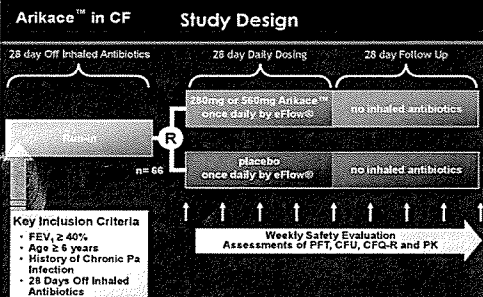 Arikace™ in CF
Study Design
28 day Off Inhaled Antibiotics
28 day Daily Dosing
28 day Follow Up
280mg or 560mg Arikace™
once daily by eFlow®
no inhaled antibiotics
Run-in
R
n= 66
placebo
once daily by eFlow®
no inhaled antibiotics
Key Inclusion Criteria
• FEV₁ ≥ 40%
• Age ≥ 6 years
• History of Chronic Pa
Infection
• 28 Days Off Inhaled
Antibiotics
Weekly Safety Evaluation
Assessments of PFT, CFU, CFQ-R and PK